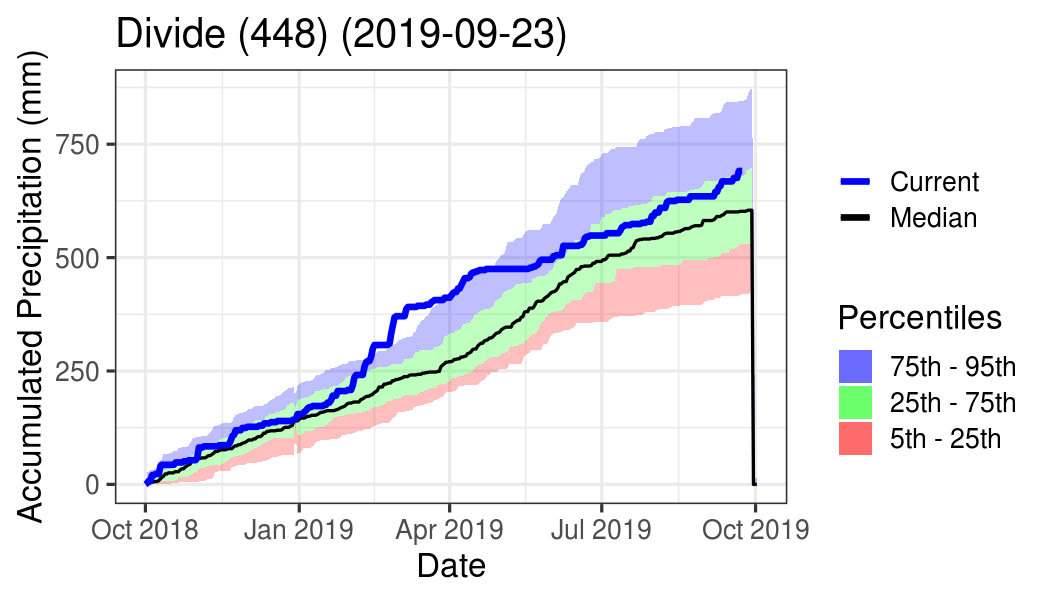 Divide (448) (2019-09-23)
Accumulated Precipitation (mm)
750
500
250
0
Oct 2018
Jan 2019
Apr 2019
Jul 2019
Oct 2019
Date
Current
Median
Percentiles
75th - 95th
25th - 75th
5th - 25th